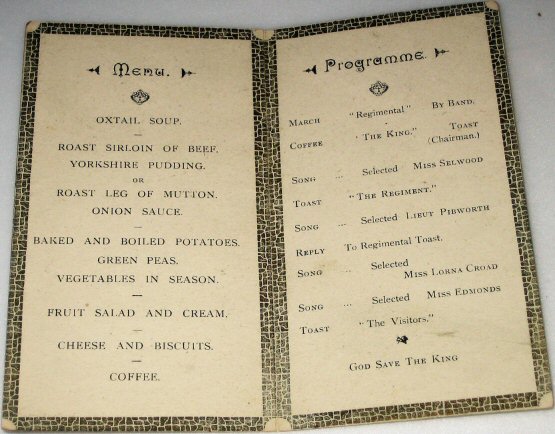 Menu.
OXTAIL SOUP.
ROAST SIRLOIN OF BEEF.
YORKSHIRE PUDDING.
OR
ROAST LEG OF MUTTON.
ONION SAUCE.
BAKED AND BOILED POTATOES.
GREEN PEAS.
VEGETABLES IN SEASON.
FRUIT SALAD AND CREAM.
CHEESE AND BISCUITS.
COFFEE.
Programme.
MARCH "Regimental" BY BAND.
COFFEE "THE KING." TOAST
(Chairman.)
SONG ... Selected MISS SELWOOD
TOAST "THE REGIMENT."
SONG ... Selected LIEUT PIBWORTH
REPLY To Regimental Toast.
SONG ... Selected
MISS LORNA CROAD
SONG ... Selected MISS EDMONDS
TOAST "The Visitors."
GOD SAVE THE KING